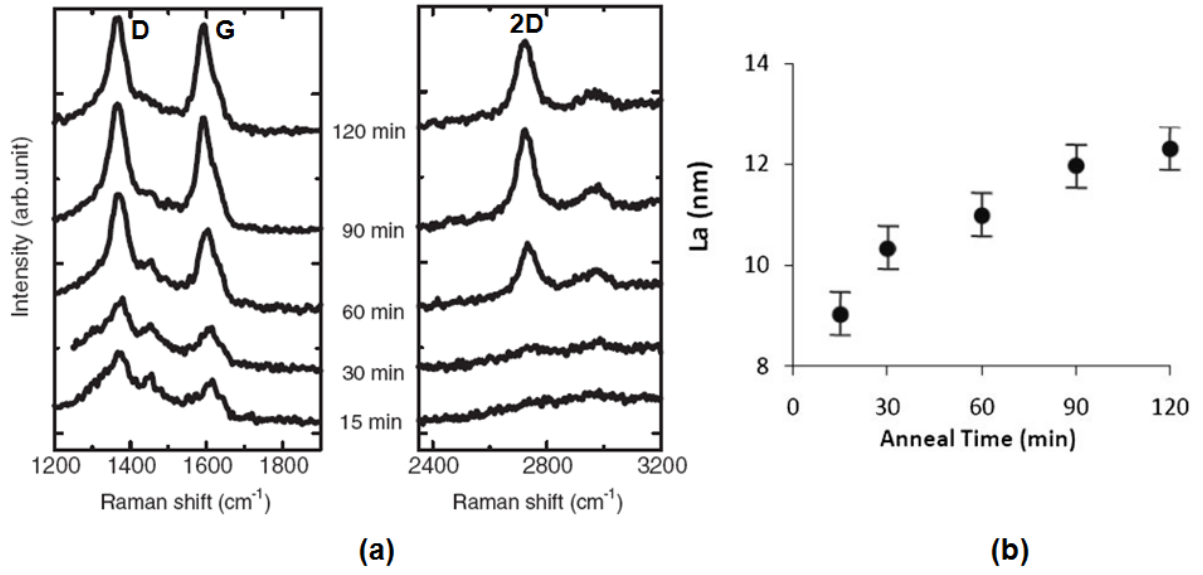 D
G
2D
Intensity (arb.unit)
120 min
90 min
60 min
30 min
15 min
1200 1400 1600 1800
Raman shift (cm-1)
2400 2800 3200
Raman shift (cm-1)
(a)
La (nm)
14
12
10
8
0 30 60 90 120
Anneal Time (min)
(b)